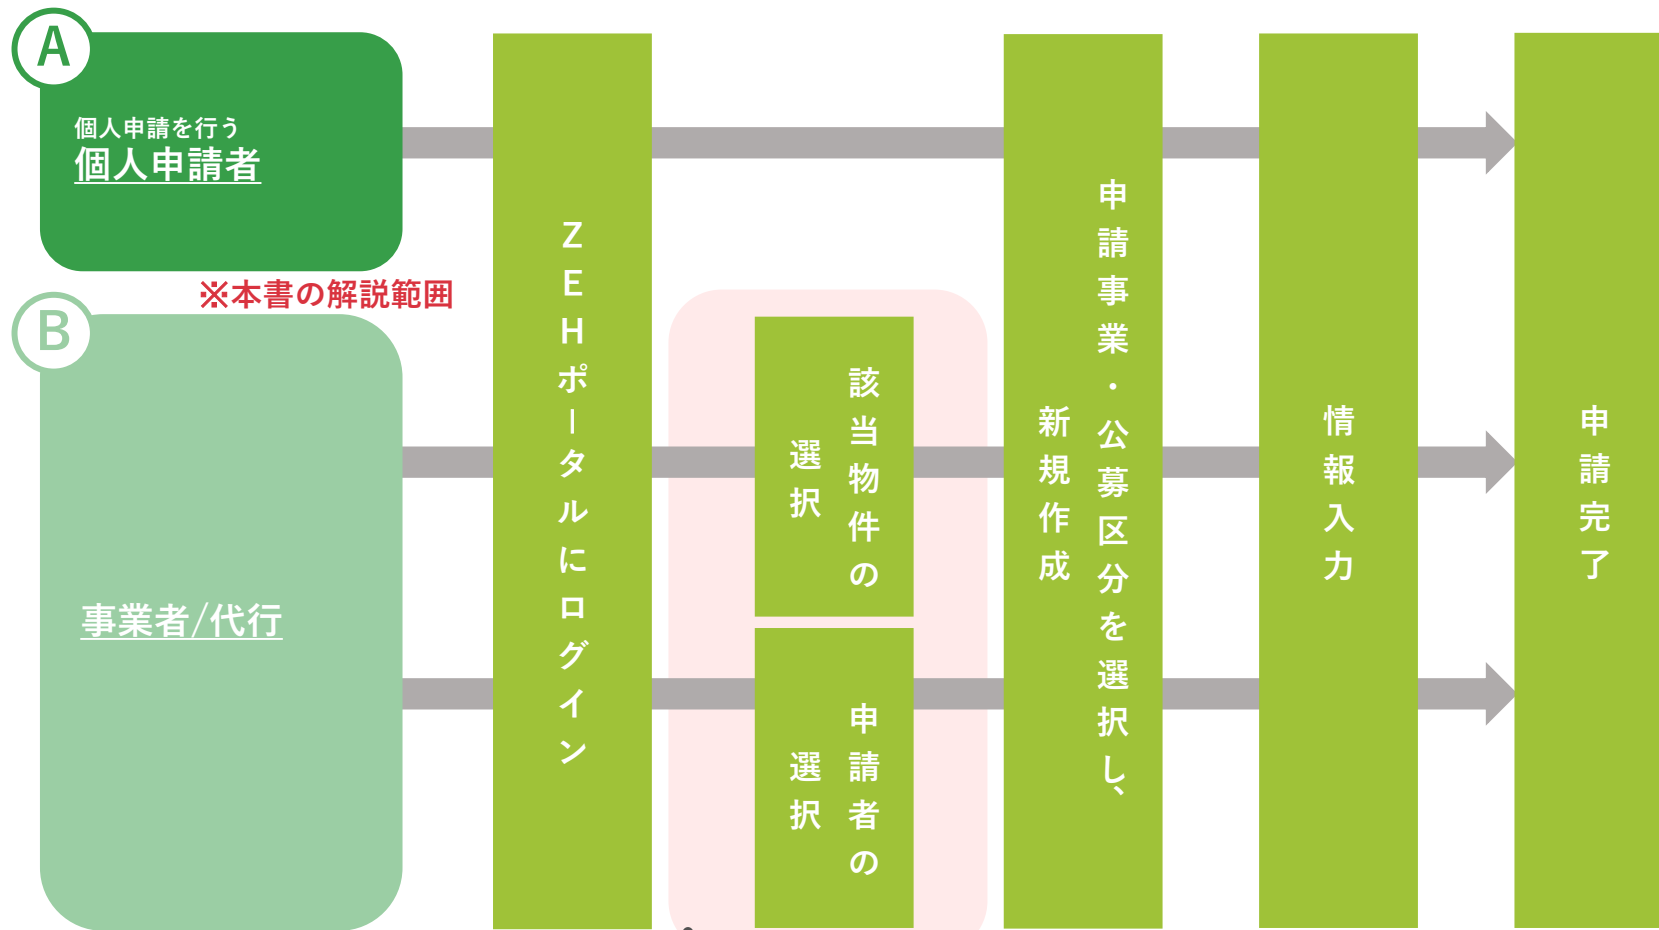 A
個人申請を行う
個人申請者
※本書の解説範囲
B
事業者/代行
ZEHポータルにログイン
該当物件の
選択
申請者の
選択
申請事業・公募区分を選択し、
新規作成
情報入力
申請完了